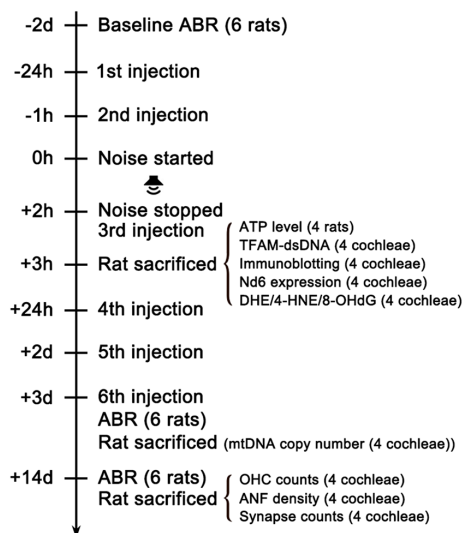 -2d Baseline ABR (6 rats)
-24h 1st injection
-1h 2nd injection
0h Noise started
+2h Noise stopped
3rd injection
ATP level (4 rats)
TFAM-dsDNA (4 cochleae)
+3h Rat sacrificed Immunoblotting (4 cochleae)
Nd6 expression (4 cochleae)
DHE/4-HNE/8-OHdG (4 cochleae)
+24h 4th injection
+2d 5th injection
+3d 6th injection
ABR (6 rats)
Rat sacrificed (mtDNA copy number (4 cochleae))
+14d ABR (6 rats) OHC counts (4 cochleae)
Rat sacrificed ANF density (4 cochleae)
Synapse counts (4 cochleae)